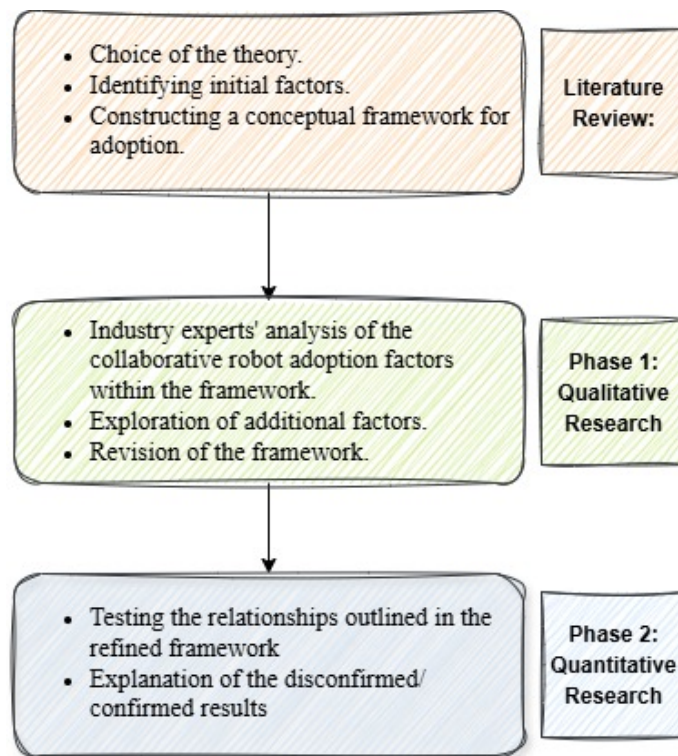 • Choice of the theory.
• Identifying initial factors.
• Constructing a conceptual framework for
adoption.
Literature
Review:
• Industry experts' analysis of the
collaborative robot adoption factors
within the framework.
• Exploration of additional factors.
• Revision of the framework.
Phase 1:
Qualitative
Research
• Testing the relationships outlined in the
refined framework
• Explanation of the disconfirmed/
confirmed results
Phase 2:
Quantitative
Research